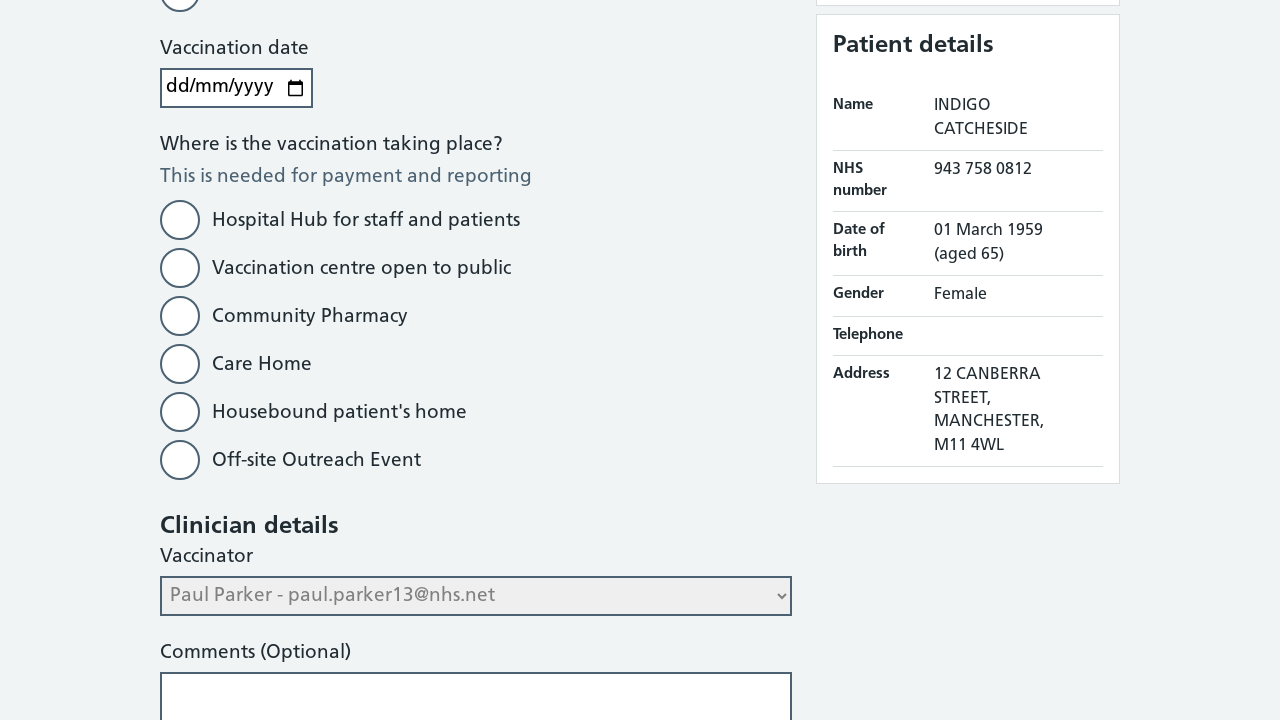 Vaccination date
dd/mm/yyyy
Where is the vaccination taking place?
This is needed for payment and reporting
Hospital Hub for staff and patients
Vaccination centre open to public
Community Pharmacy
Care Home
Housebound patient's home
Off-site Outreach Event
Clinician details
Vaccinator
Paul Parker - paul.parker13@nhs.net
Comments (Optional)
Patient details
Name INDIGO
CATCHESIDE
NHS 943 758 0812
number
Date of 01 March 1959
birth (aged 65)
Gender Female
Telephone
Address 12 CANBERRA
STREET,
MANCHESTER,
M11 4WL